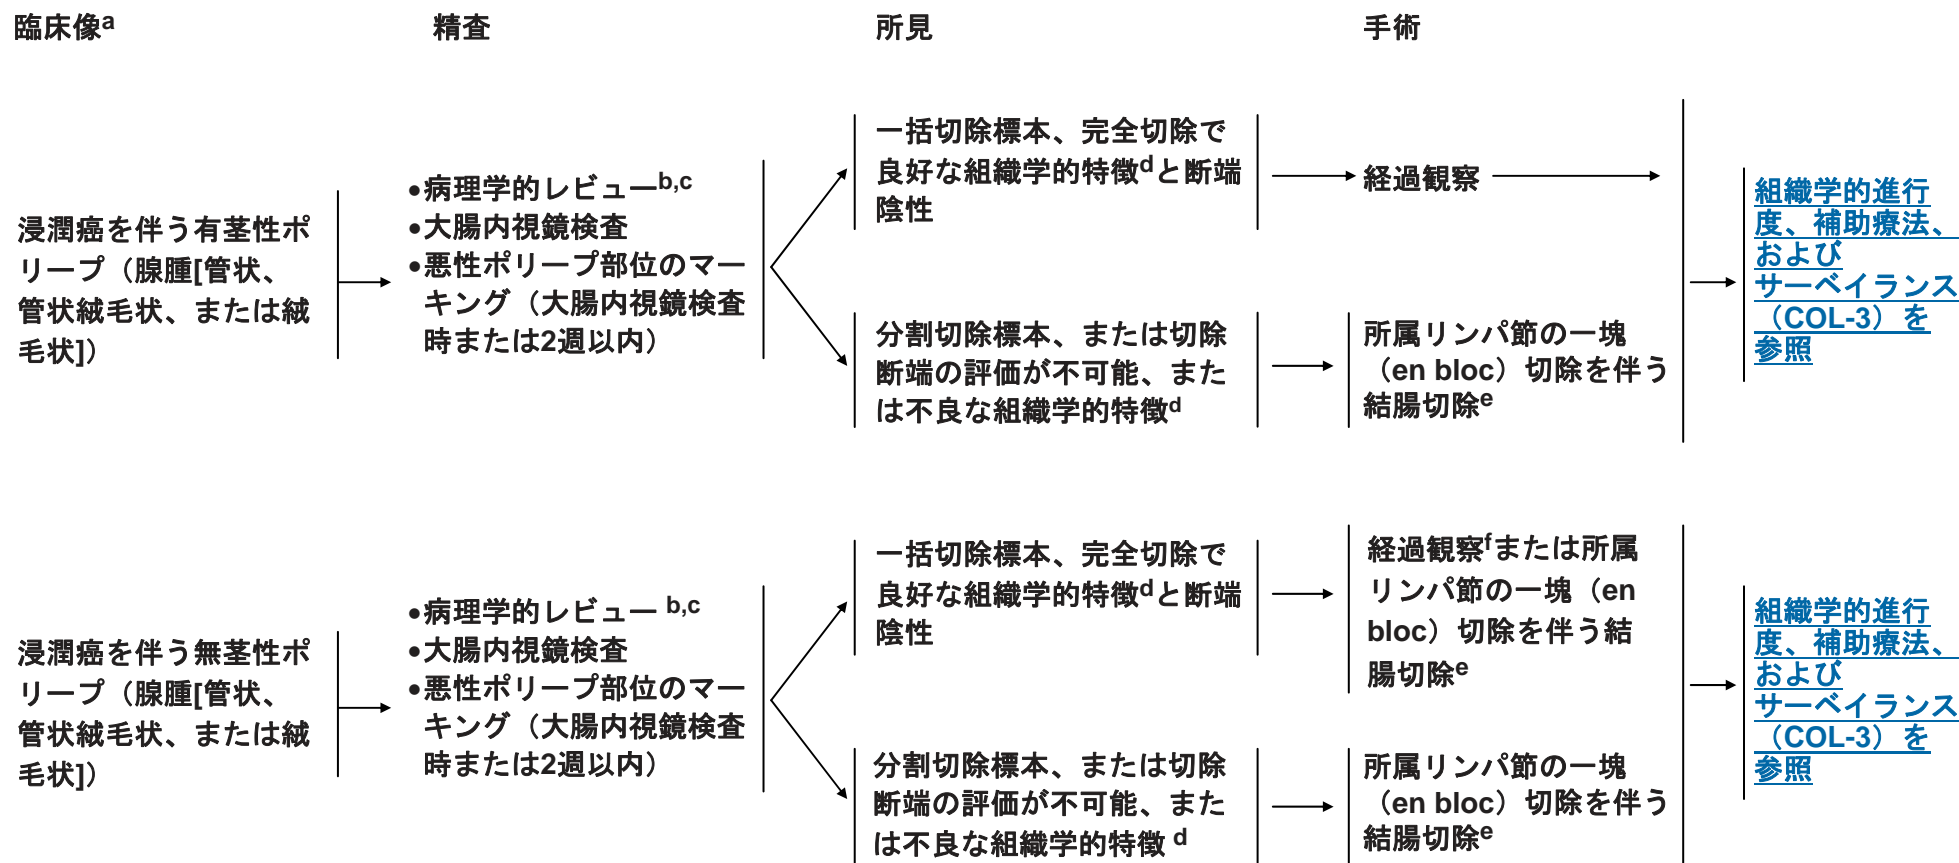 臨床像a
精査
所見
手術
浸潤癌を伴う有茎性ポ
リープ（腺腫[管状、
管状絨毛状、または絨
毛状]）
•病理学的レビューb,c
•大腸内視鏡検査
•悪性ポリープ部位のマー
キング（大腸内視鏡検査
時または2週以内）
一括切除標本、完全切除で
良好な組織学的特徴dと断端
陰性
経過観察
分割切除標本、または切除
断端の評価が不可能、また
は不良な組織学的特徴d
所属リンパ節の一塊
（en bloc）切除を伴う
結腸切除e
組織学的進行
度、補助療法、
および
サーベイランス
（COL-3）を
参照
浸潤癌を伴う無茎性ポ
リープ（腺腫[管状、
管状絨毛状、または絨
毛状]）
•病理学的レビュー b,c
•大腸内視鏡検査
•悪性ポリープ部位のマー
キング（大腸内視鏡検査
時または2週以内）
一括切除標本、完全切除で
良好な組織学的特徴dと断端
陰性
経過観察fまたは所属
リンパ節の一塊（en
bloc）切除を伴う結
腸切除e
分割切除標本、または切除
断端の評価が不可能、また
は不良な組織学的特徴 d
所属リンパ節の一塊
（en bloc）切除を伴う
結腸切除e
組織学的進行
度、補助療法、
および
サーベイランス
（COL-3）を
参照